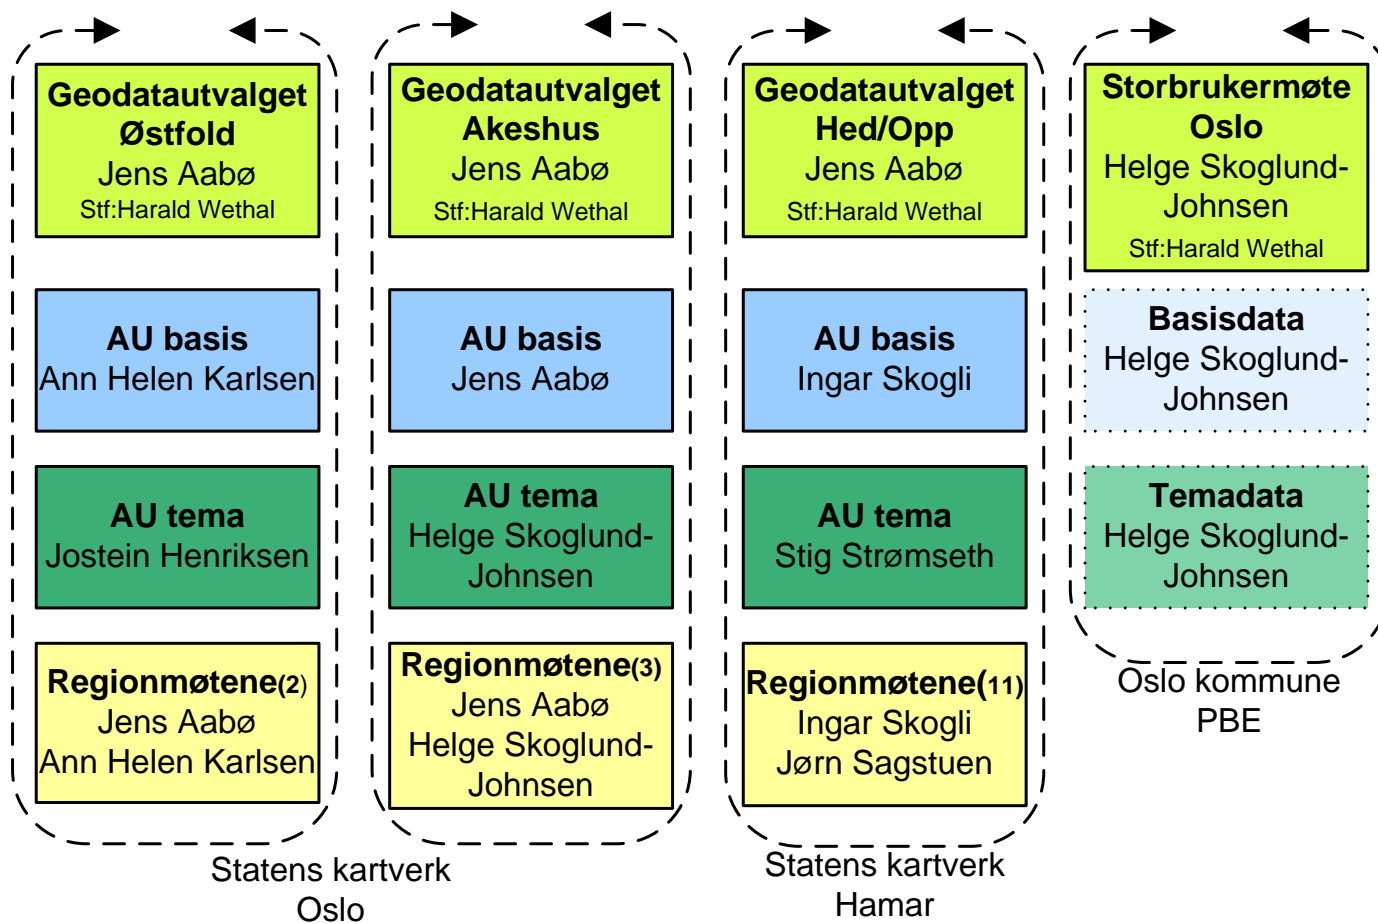 Geodatautvalget
Østfold
Jens Aabø
Stf:Harald Wethal
AU basis
Ann Helen Karlsen
AU tema
Jostein Henriksen
Regionmøtene(2)
Jens Aabø
Ann Helen Karlsen
Geodatautvalget
Akeshus
Jens Aabø
Stf:Harald Wethal
AU basis
Jens Aabø
AU tema
Helge Skoglund-
Johnsen
Regionmøtene(3)
Jens Aabø
Helge Skoglund-
Johnsen
Statens kartverk
Oslo
Geodatautvalget
Hed/Opp
Jens Aabø
Stf:Harald Wethal
AU basis
Ingar Skogli
AU tema
Stig Strømseth
Regionmøtene(11)
Ingar Skogli
Jørn Sagstuen
Statens kartverk
Hamar
Storbrukermøte
Oslo
Helge Skoglund-
Johnsen
Stf:Harald Wethal
Basisdata
Helge Skoglund-
Johnsen
Temadata
Helge Skoglund-
Johnsen
Oslo kommune
PBE